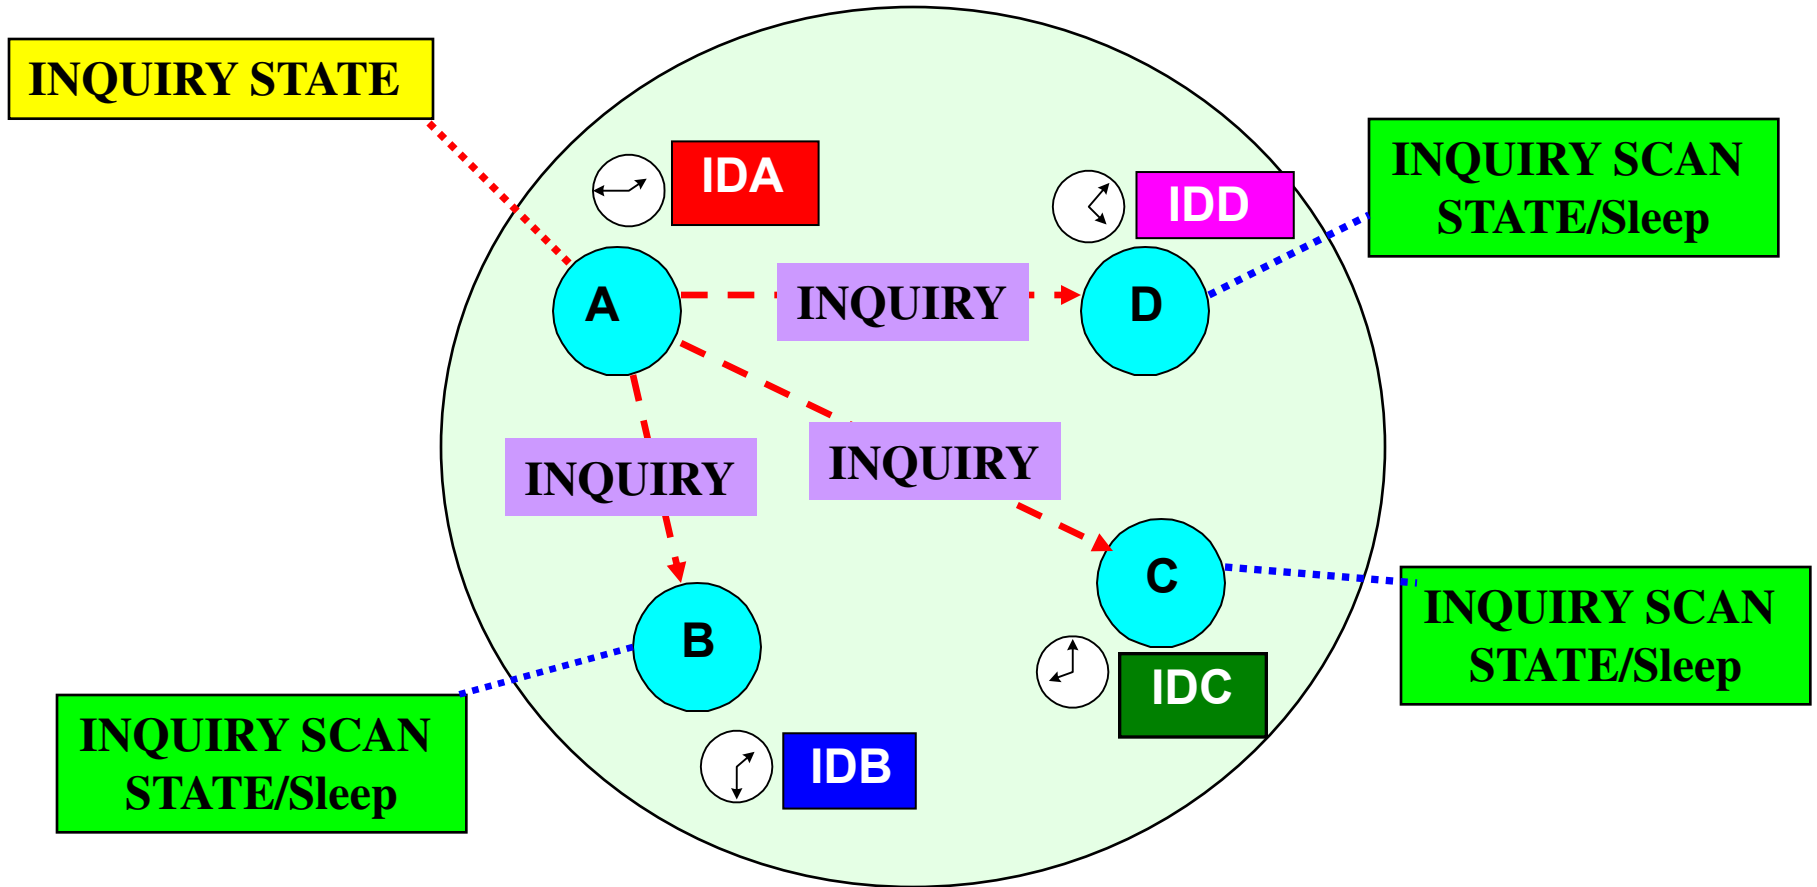 INQUIRY STATE
IDA
INQUIRY SCAN
STATE/Sleep
IDD
A
INQUIRY
D
INQUIRY
INQUIRY
C
INQUIRY SCAN
STATE/Sleep
B
IDC
INQUIRY SCAN
STATE/Sleep
IDB